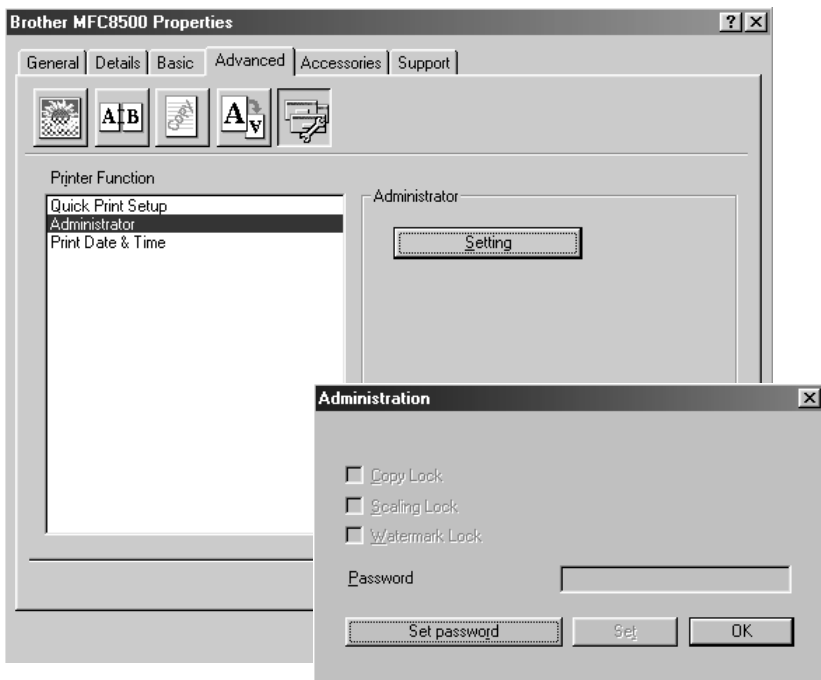 Brother MFC8500 Properties
General Details Basic Advanced Accessories Support
A B COPY A A
Printer Function
Quick Print Setup
Administrator
Print Date & Time
Administrator
Setting
Administration
Copy Lock
Scaling Lock
Watermark Lock
Password
Set password Set OK